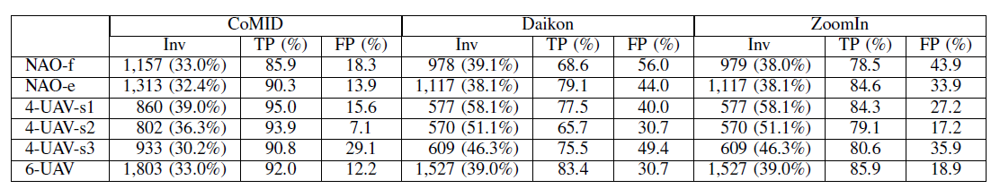 CoMID Daikon ZoomIn
Inv TP (%) FP (%) Inv TP (%) FP (%) Inv TP (%) FP (%)
NAO-f 1,157 (33.0%) 85.9 18.3 978 (39.1%) 68.6 56.0 979 (38.0%) 78.5 43.9
NAO-e 1,313 (32.4%) 90.3 13.9 1,117 (38.1%) 79.1 44.0 1,117 (38.1%) 84.6 33.9
4-UAV-s1 860 (39.0%) 95.0 15.6 577 (58.1%) 77.5 40.0 577 (58.1%) 84.3 27.2
4-UAV-s2 802 (36.3%) 93.9 7.1 570 (51.1%) 65.7 30.7 570 (51.1%) 79.1 17.2
4-UAV-s3 933 (30.2%) 90.8 29.1 609 (46.3%) 75.5 49.4 609 (46.3%) 80.6 35.9
6-UAV 1,803 (33.0%) 92.0 12.2 1,527 (39.0%) 83.4 30.7 1,527 (39.0%) 85.9 18.9